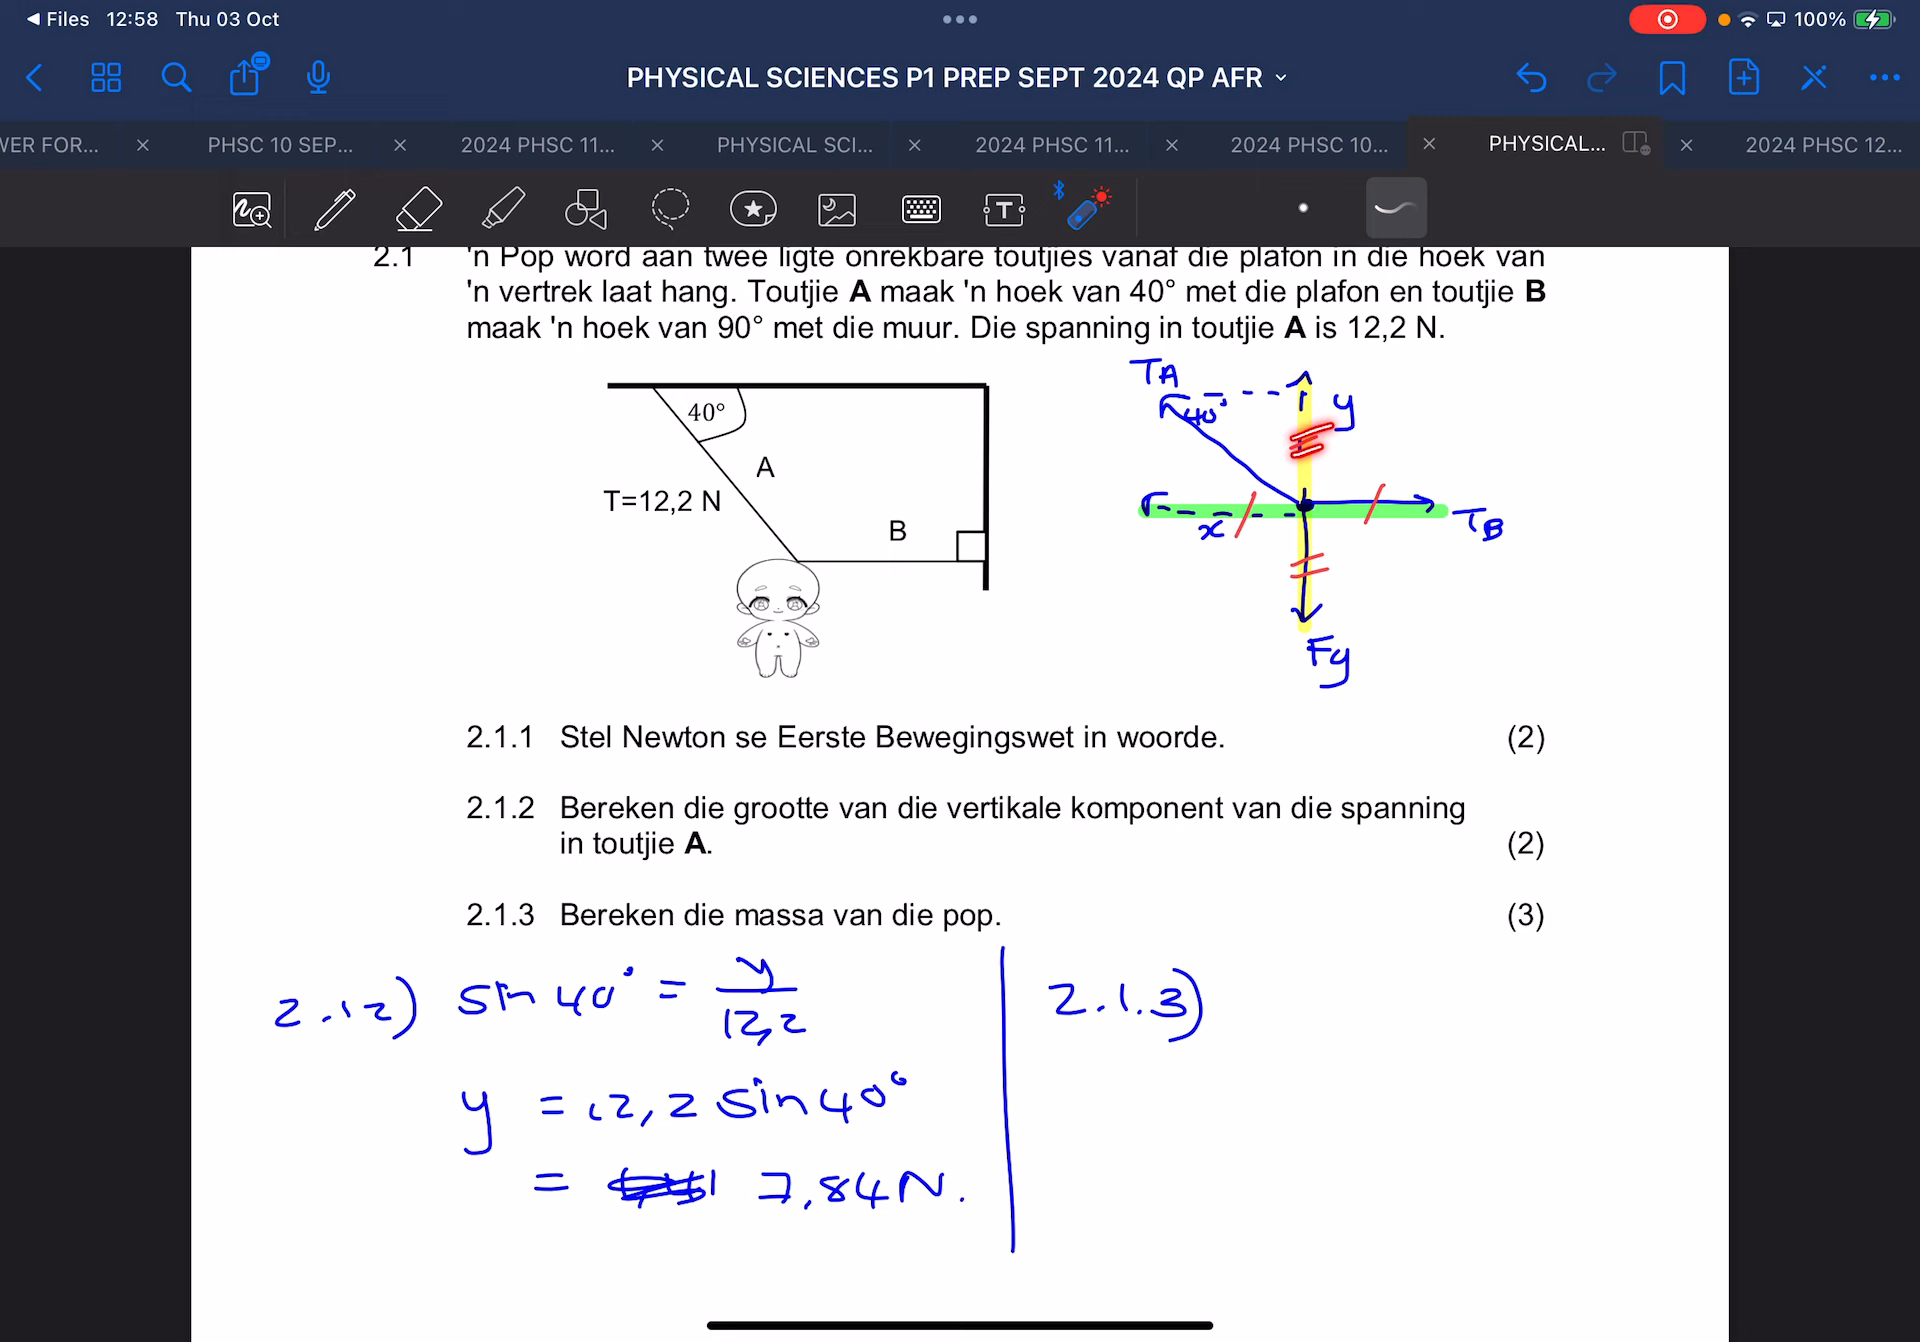 Files 12:58 Thu 03 Oct
100%
PHYSICAL SCIENCES P1 PREP SEPT 2024 QP AFR
WER FOR... PHSC 10 SEP... 2024 PHSC 11... PHYSICAL SCI... 2024 PHSC 11... 2024 PHSC 10... PHYSICAL... 2024 PHSC 12...
2.1 'n Pop word aan twee ligte onrekbare toutjies vanaf die plafon in die hoek van
'n vertrek laat hang. Toutjie A maak 'n hoek van 40° met die plafon en toutjie B
maak 'n hoek van 90° met die muur. Die spanning in toutjie A is 12,2 N.
40°
A
T=12,2 N
B
TA
40°
y
x
TB
Fg
2.1.1 Stel Newton se Eerste Bewegingswet in woorde. (2)
2.1.2 Bereken die grootte van die vertikale komponent van die spanning
in toutjie A. (2)
2.1.3 Bereken die massa van die pop. (3)
2.1.2) sin 40° = y/12,2
y = 12,2 sin 40°
= 7,84 N.
2.1.3)